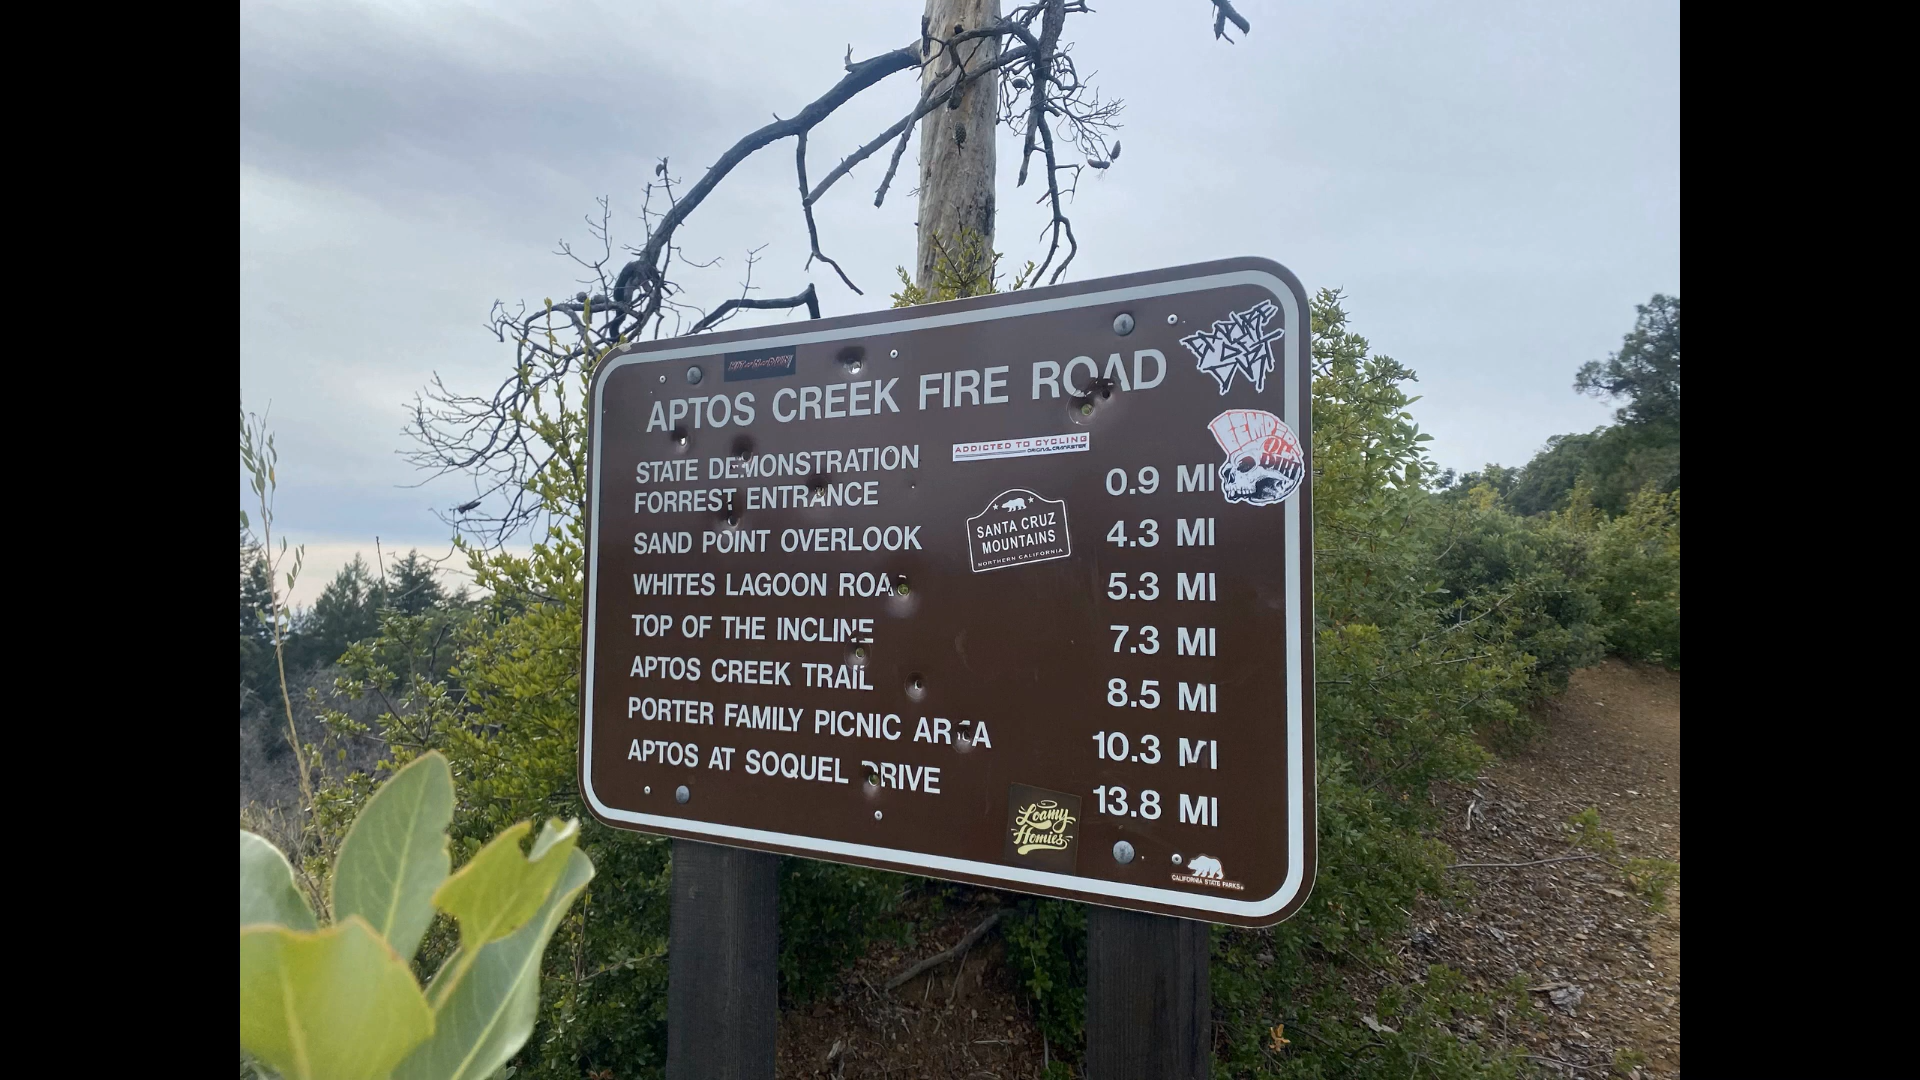 APTOS CREEK FIRE ROAD
ADDICTED TO CYCLING
STATE DEMONSTRATION
FORREST ENTRANCE 0.9 MI
SAND POINT OVERLOOK 4.3 MI
WHITES LAGOON ROAD 5.3 MI
TOP OF THE INCLINE 7.3 MI
APTOS CREEK TRAIL 8.5 MI
PORTER FAMILY PICNIC AREA 10.3 MI
APTOS AT SOQUEL DRIVE 13.8 MI
SANTA CRUZ
MOUNTAINS
NORTHERN CALIFORNIA
DIRT
Loamy
Homies
CALIFORNIA STATE PARKS